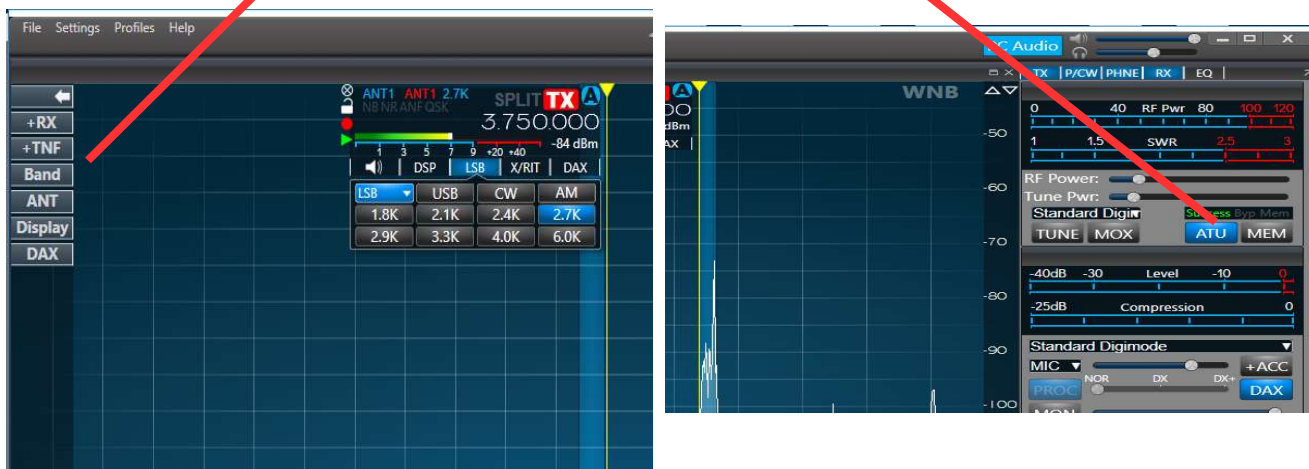 File Settings Profiles Help
+RX
+TNF
Band
ANT
Display
DAX
ANT1 ANT1 2.7K SPLIT TX A
NB NR ANF QSK
3.750.000
1 3 5 7 9 +20 +40 -84 dBm
DSP LSB X/RIT DAX
LSB USB CW AM
1.8K 2.1K 2.4K 2.7K
2.9K 3.3K 4.0K 6.0K
Audio
WNB
A
dBm
-50
-60
-70
-80
-90
-100
TX P/CW PHNE RX EQ
0 40 RF Pwr 80 100 120
1 1.5 SWR 2.5 3
RF Power:
Tune Pwr:
Standard Digim Byp Mem
TUNE MOX ATU MEM
-40dB -30 Level -10 0
-25dB Compression 0
Standard Digimode
MIC +ACC
NOR DX DX+
PROC DAX
MON